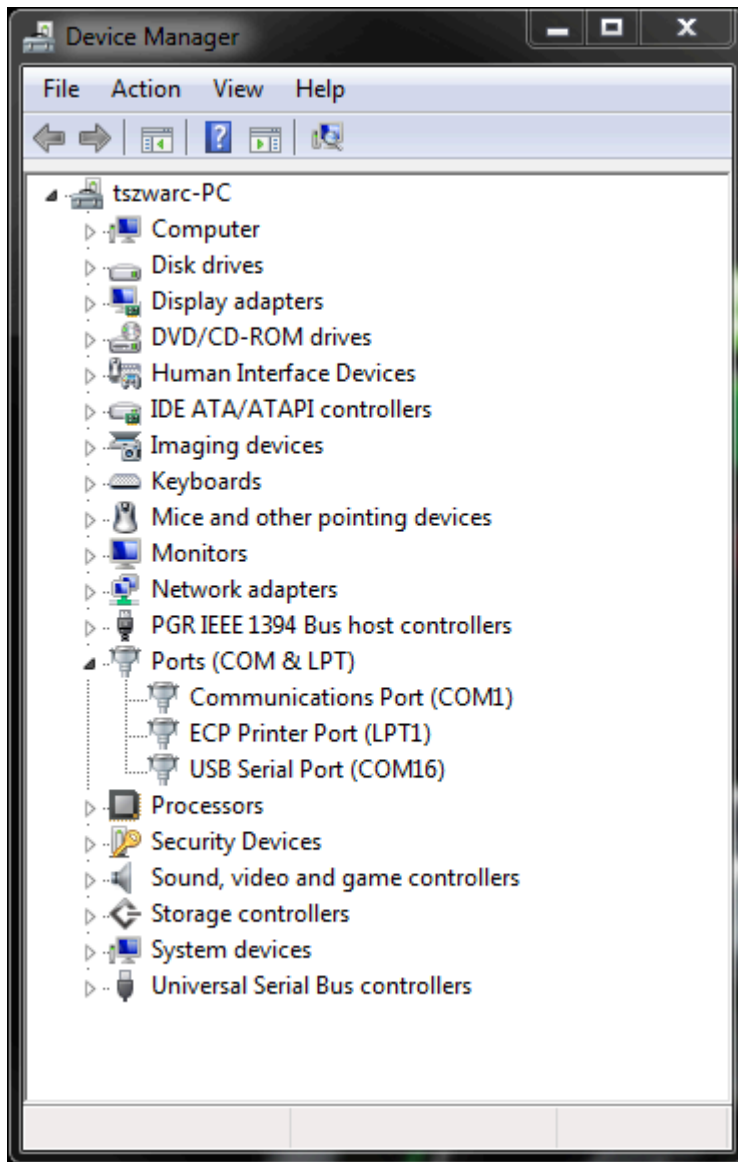 Device Manager
File Action View Help
tszwarc-PC
Computer
Disk drives
Display adapters
DVD/CD-ROM drives
Human Interface Devices
IDE ATA/ATAPI controllers
Imaging devices
Keyboards
Mice and other pointing devices
Monitors
Network adapters
PGR IEEE 1394 Bus host controllers
Ports (COM & LPT)
Communications Port (COM1)
ECP Printer Port (LPT1)
USB Serial Port (COM16)
Processors
Security Devices
Sound, video and game controllers
Storage controllers
System devices
Universal Serial Bus controllers